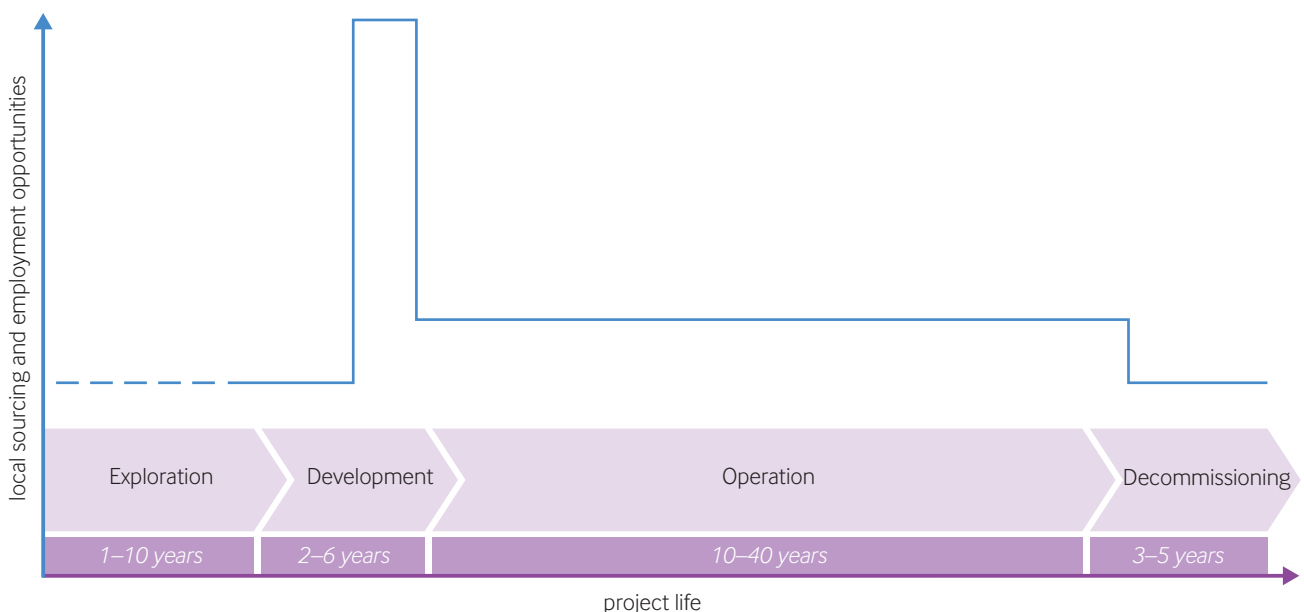 local sourcing and employment opportunities
Exploration
Development
Operation
Decommissioning
1–10 years
2–6 years
10–40 years
3–5 years
project life